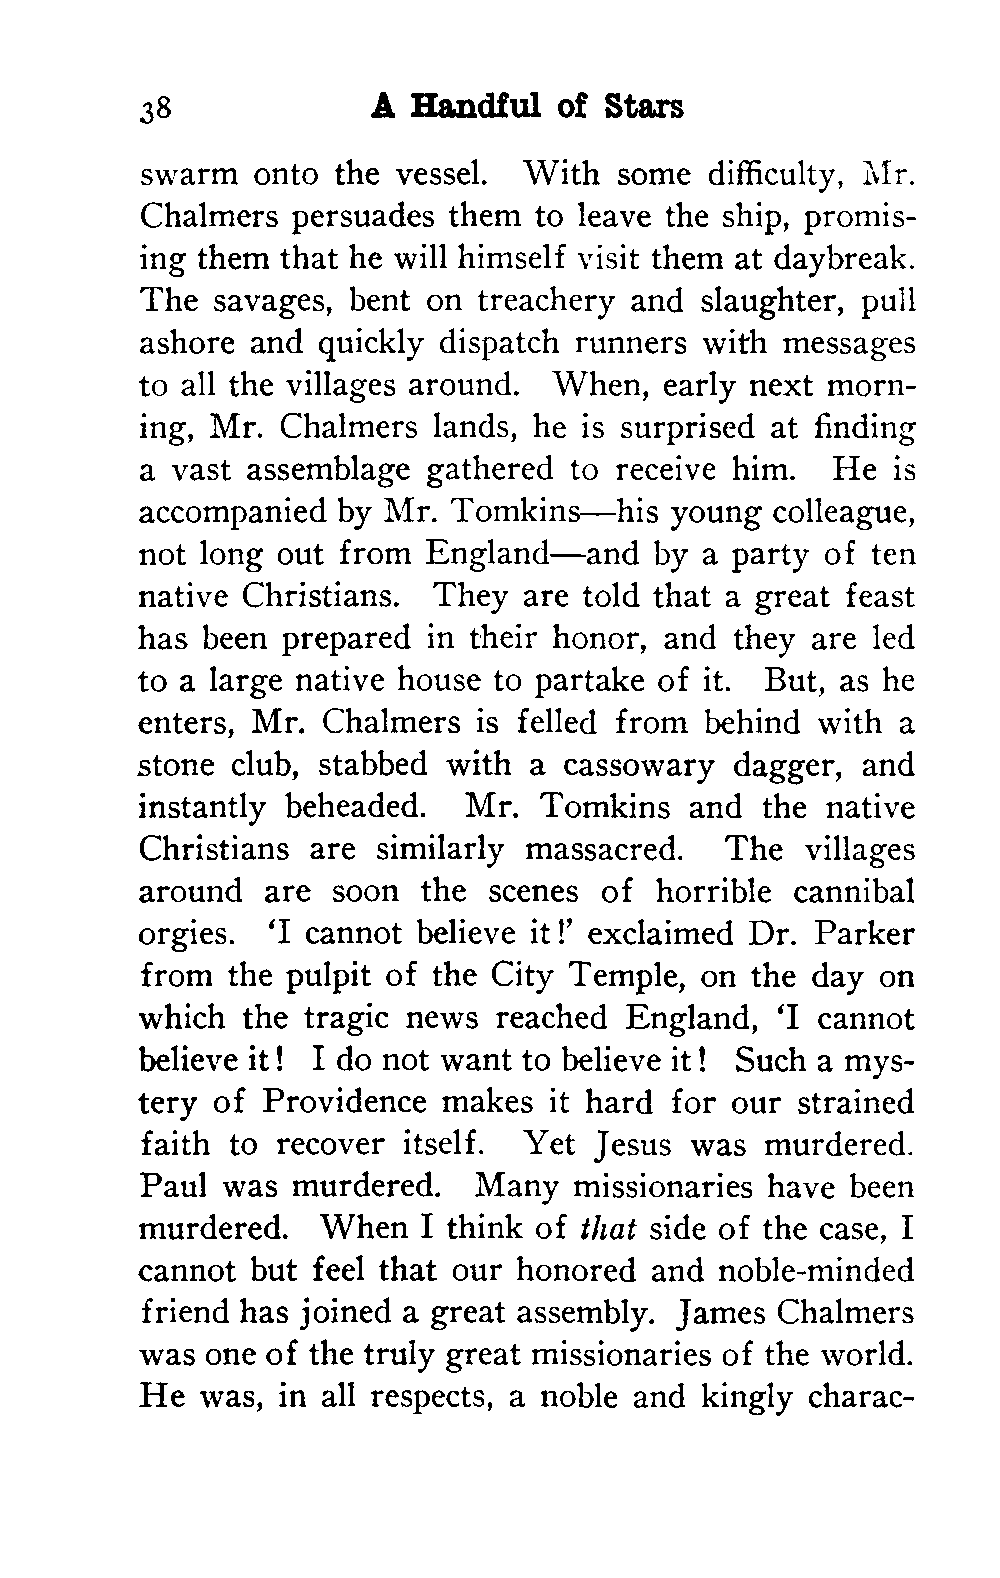 38 A Handful of Stars
swarm onto the vessel. With some difficulty, Mr.
Chalmers persuades them to leave the ship, promis-
ing them that he will himself visit them at daybreak.
The savages, bent on treachery and slaughter, pull
ashore and quickly dispatch runners with messages
to all the villages around. When, early next morn-
ing, Mr. Chalmers lands, he is surprised at finding
a vast assemblage gathered to receive him. He is
accompanied by Mr. Tomkins—his young colleague,
not long out from England—and by a party of ten
native Christians. They are told that a great feast
has been prepared in their honor, and they are led
to a large native house to partake of it. But, as he
enters, Mr. Chalmers is felled from behind with a
stone club, stabbed with a cassowary dagger, and
instantly beheaded. Mr. Tomkins and the native
Christians are similarly massacred. The villages
around are soon the scenes of horrible cannibal
orgies. ‘I cannot believe it!’ exclaimed Dr. Parker
from the pulpit of the City Temple, on the day on
which the tragic news reached England, ‘I cannot
believe it! I do not want to believe it! Such a mys-
tery of Providence makes it hard for our strained
faith to recover itself. Yet Jesus was murdered.
Paul was murdered. Many missionaries have been
murdered. When I think of that side of the case, I
cannot but feel that our honored and noble-minded
friend has joined a great assembly. James Chalmers
was one of the truly great missionaries of the world.
He was, in all respects, a noble and kingly charac-